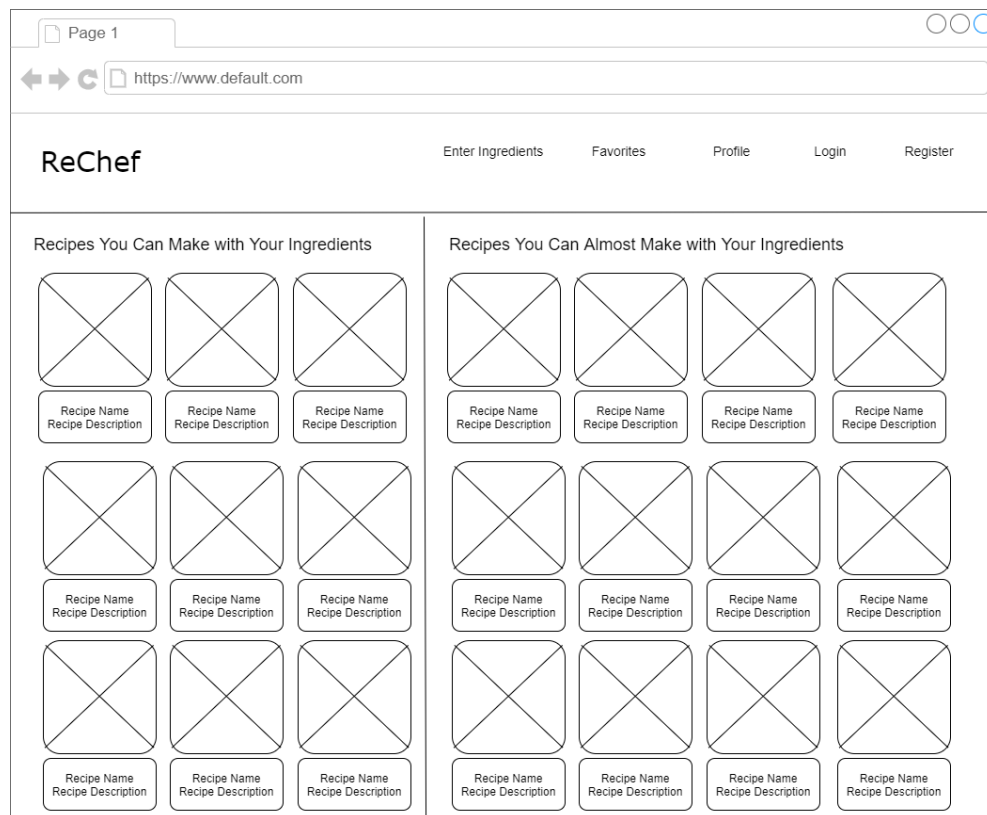 Page 1
https://www.default.com
ReChef
Enter Ingredients
Favorites
Profile
Login
Register
Recipes You Can Make with Your Ingredients
Recipe Name
Recipe Description
Recipe Name
Recipe Description
Recipe Name
Recipe Description
Recipe Name
Recipe Description
Recipe Name
Recipe Description
Recipe Name
Recipe Description
Recipe Name
Recipe Description
Recipe Name
Recipe Description
Recipe Name
Recipe Description
Recipes You Can Almost Make with Your Ingredients
Recipe Name
Recipe Description
Recipe Name
Recipe Description
Recipe Name
Recipe Description
Recipe Name
Recipe Description
Recipe Name
Recipe Description
Recipe Name
Recipe Description
Recipe Name
Recipe Description
Recipe Name
Recipe Description
Recipe Name
Recipe Description
Recipe Name
Recipe Description
Recipe Name
Recipe Description
Recipe Name
Recipe Description